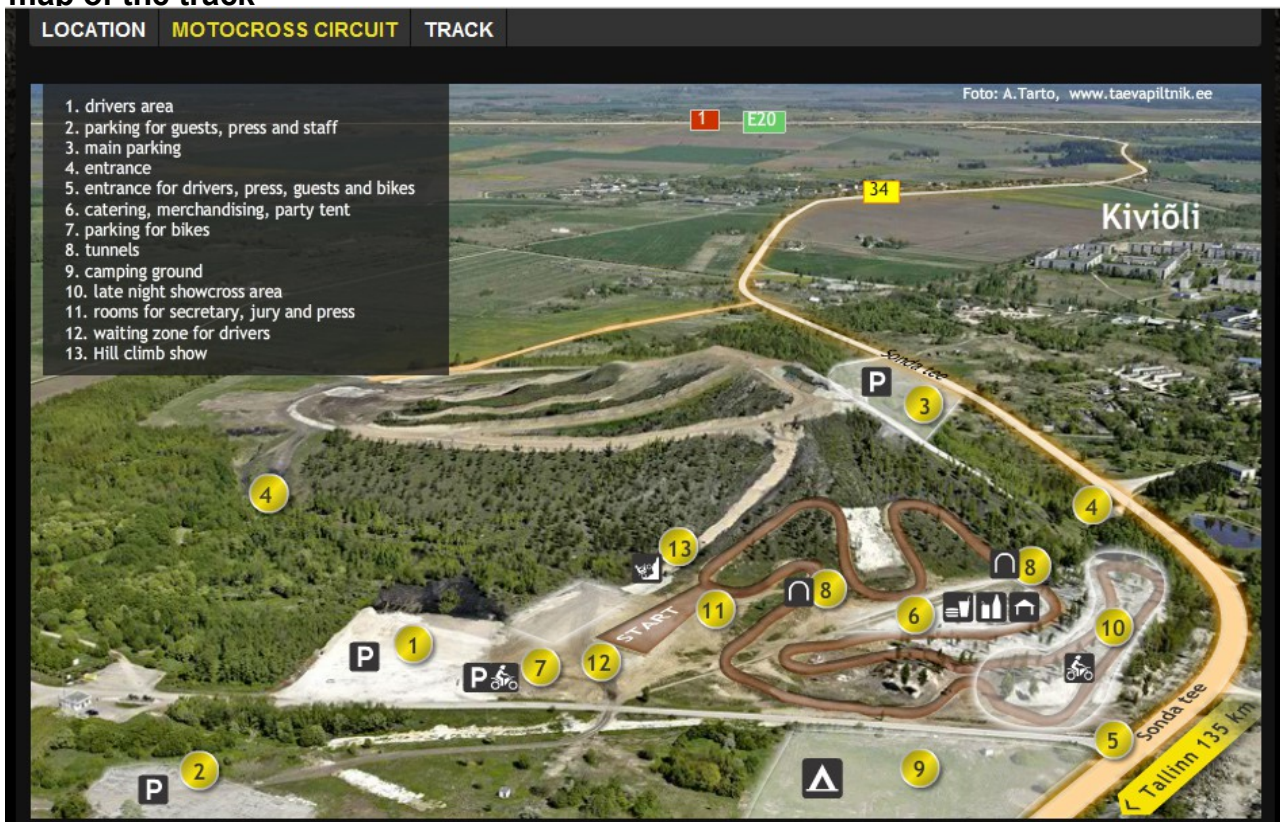 map of the track
LOCATION MOTOCROSS CIRCUIT TRACK
1. drivers area
2. parking for guests, press and staff
3. main parking
4. entrance
5. entrance for drivers, press, guests and bikes
6. catering, merchandising, party tent
7. parking for bikes
8. tunnels
9. camping ground
10. late night showcross area
11. rooms for secretary, jury and press
12. waiting zone for drivers
13. Hill climb show
Foto: A.Tarto, www.taevapiltnik.ee
1 E20
34
Kiviõli
Sonda tee
P 3
4
4
13
8
8
START 11
6
10
P 1
P 7
12
Sonda tee
5
P 2
9
< Tallinn 135 km